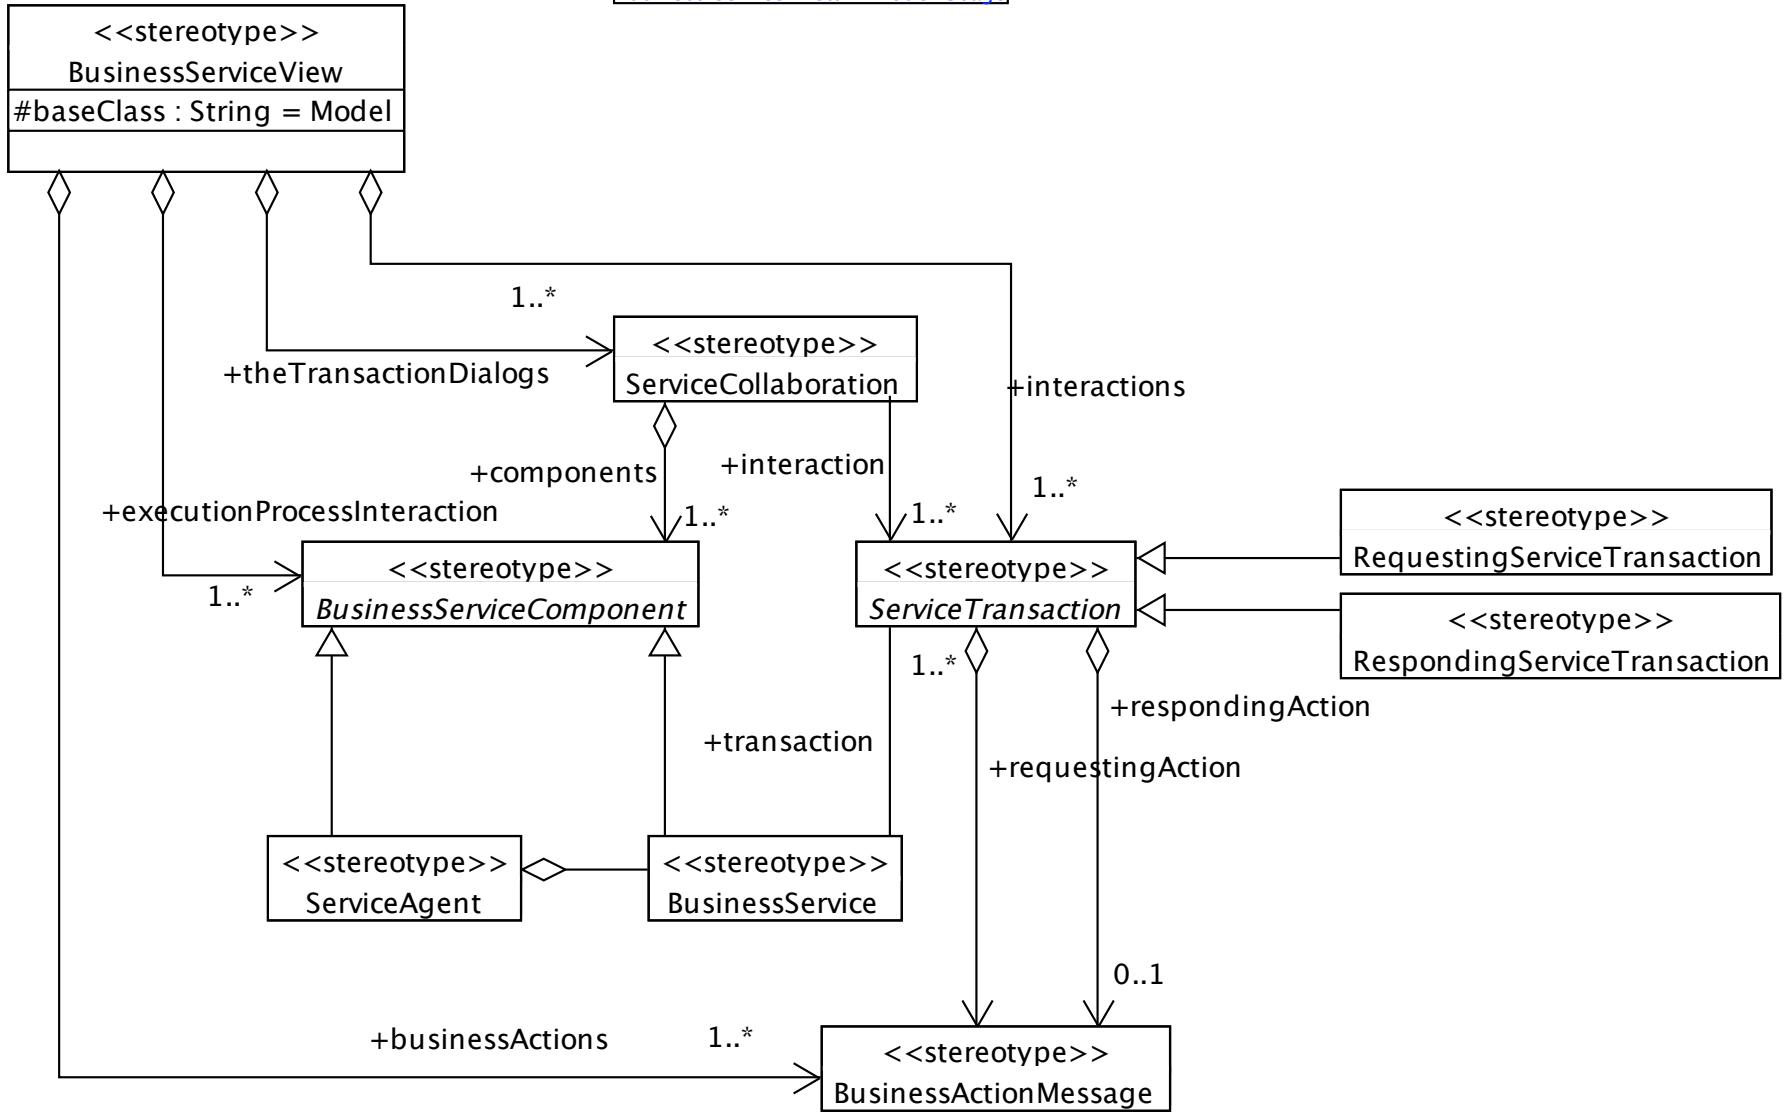 <<stereotype>>
BusinessServiceView
#baseClass : String = Model
1..*
<<stereotype>>
ServiceCollaboration
+theTransactionDialogs
+interactions
+components
+interaction
1..*
+executionProcessInteraction
1..*
1..*
<<stereotype>>
RequestingServiceTransaction
<<stereotype>>
BusinessServiceComponent
1..*
<<stereotype>>
ServiceTransaction
<<stereotype>>
RespondingServiceTransaction
1..*
+respondingAction
+transaction
+requestingAction
<<stereotype>>
ServiceAgent
<<stereotype>>
BusinessService
0..1
+businessActions
1..*
<<stereotype>>
BusinessActionMessage